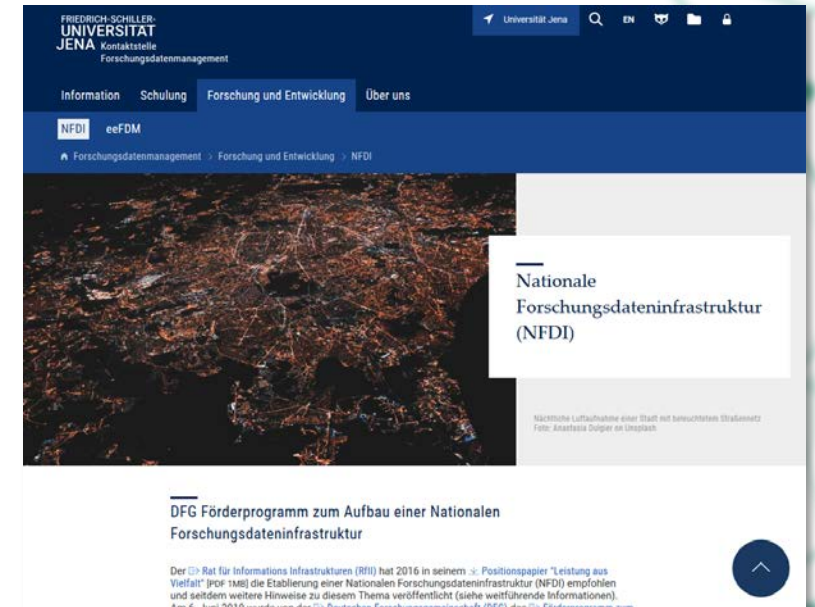 FRIEDRICH-SCHILLER-
UNIVERSITÄT
JENA Kontaktstelle
Forschungsdatenmanagement
Universität Jena
EN
Information Schulung Forschung und Entwicklung Über uns
NFDI eeFDM
Forschungsdatenmanagement > Forschung und Entwicklung > NFDI
Nationale
Forschungsdateninfrastruktur
(NFDI)
Nächtliche Luftaufnahme einer Stadt mit beleuchtetem Straßennetz
Foto: Anastasia Dulgier on Unsplash
DFG Förderprogramm zum Aufbau einer Nationalen
Forschungsdateninfrastruktur
Der Rat für Informations Infrastrukturen (RfII) hat 2016 in seinem Positionspapier "Leistung aus
Vielfalt" [PDF 1MB] die Etablierung einer Nationalen Forschungsdateninfrastruktur (NFDI) empfohlen
und seitdem weitere Hinweise zu diesem Thema veröffentlicht (siehe weitführende Informationen).